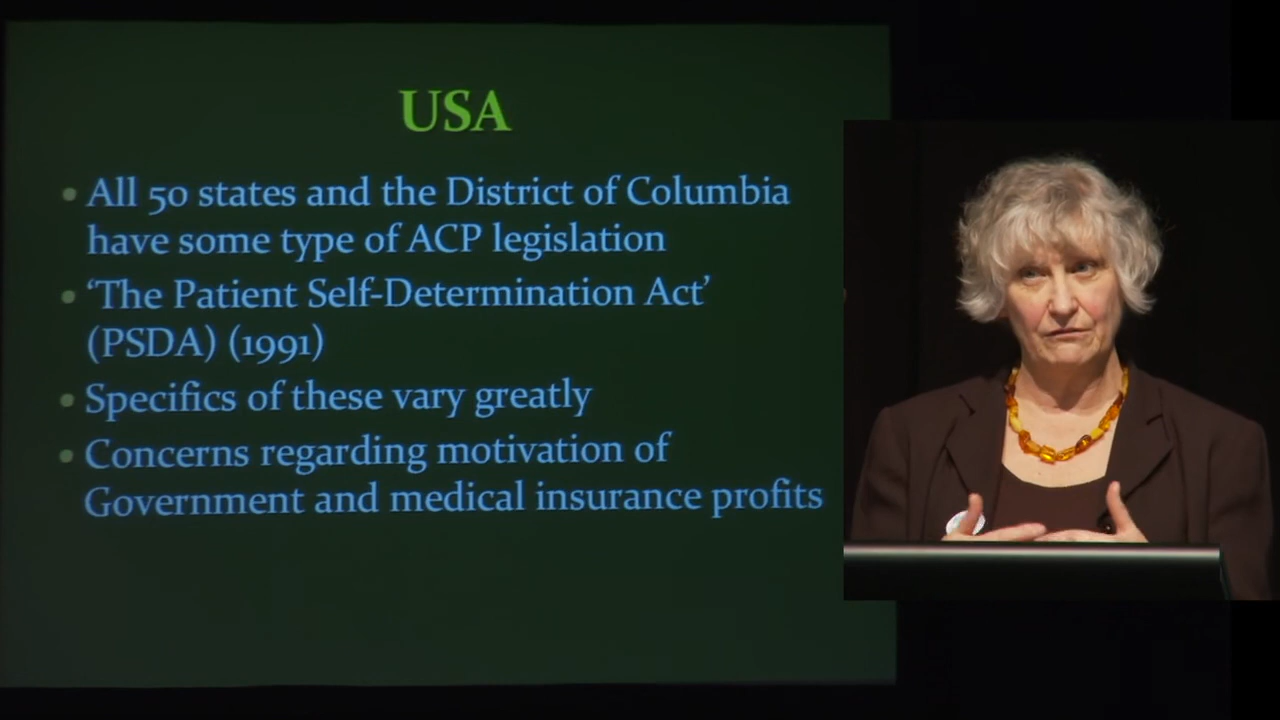 USA
• All 50 states and the District of Columbia
have some type of ACP legislation
• ‘The Patient Self-Determination Act’
(PSDA) (1991)
• Specifics of these vary greatly
• Concerns regarding motivation of
Government and medical insurance profits